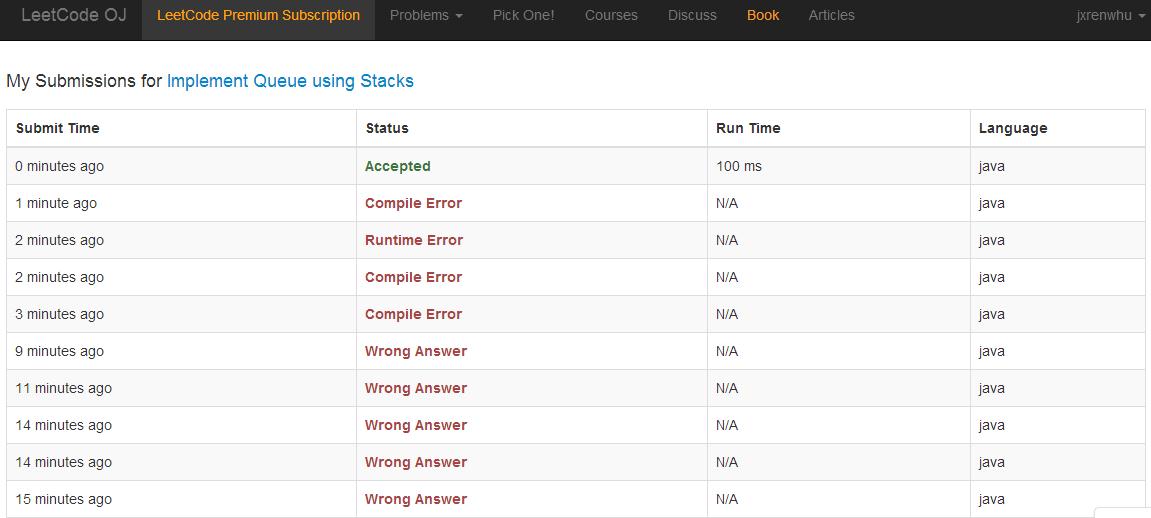 LeetCode OJ LeetCode Premium Subscription Problems Pick One! Courses Discuss Book Articles jxrenwhu
My Submissions for Implement Queue using Stacks
Submit Time Status Run Time Language
0 minutes ago Accepted 100 ms java
1 minute ago Compile Error N/A java
2 minutes ago Runtime Error N/A java
2 minutes ago Compile Error N/A java
3 minutes ago Compile Error N/A java
9 minutes ago Wrong Answer N/A java
11 minutes ago Wrong Answer N/A java
14 minutes ago Wrong Answer N/A java
14 minutes ago Wrong Answer N/A java
15 minutes ago Wrong Answer N/A java